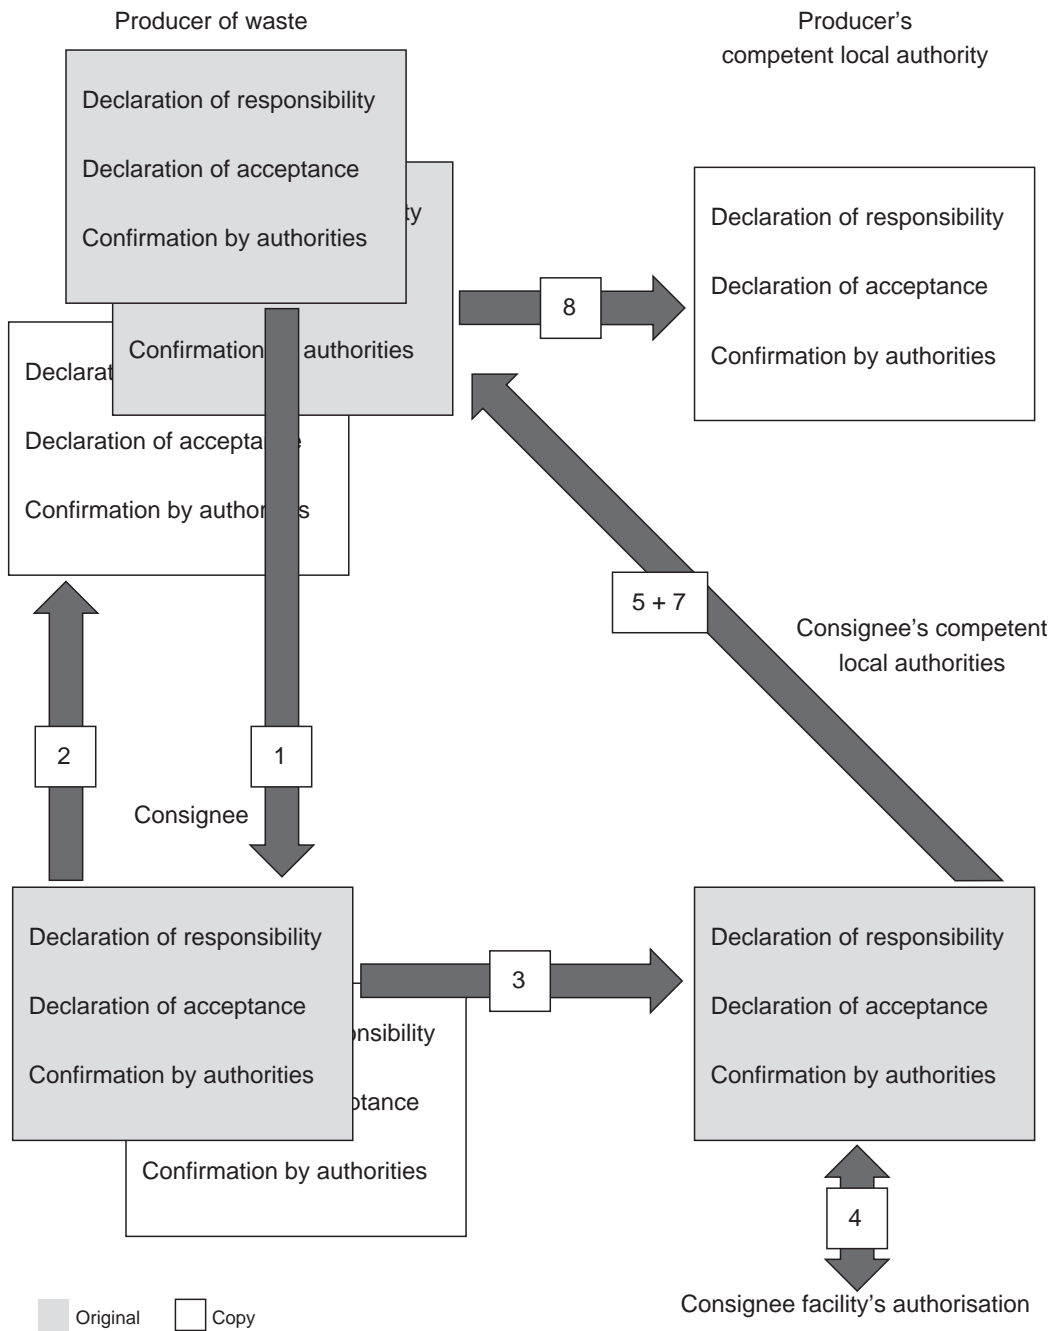 Producer of waste
Producer's
competent local authority
Declaration of responsibility
Declaration of acceptance
Confirmation by authorities
ty
Confirmation authorities
Declarat
Declaration of accepta e
Confirmation by author s
8
Declaration of responsibility
Declaration of acceptance
Confirmation by authorities
5 + 7
Consignee's competent
local authorities
2
1
Consignee
Declaration of responsibility
Declaration of acceptance
Confirmation by authorities
nsibility
ptance
Confirmation by authorities
3
Declaration of responsibility
Declaration of acceptance
Confirmation by authorities
4
Consignee facility's authorisation
Original
Copy